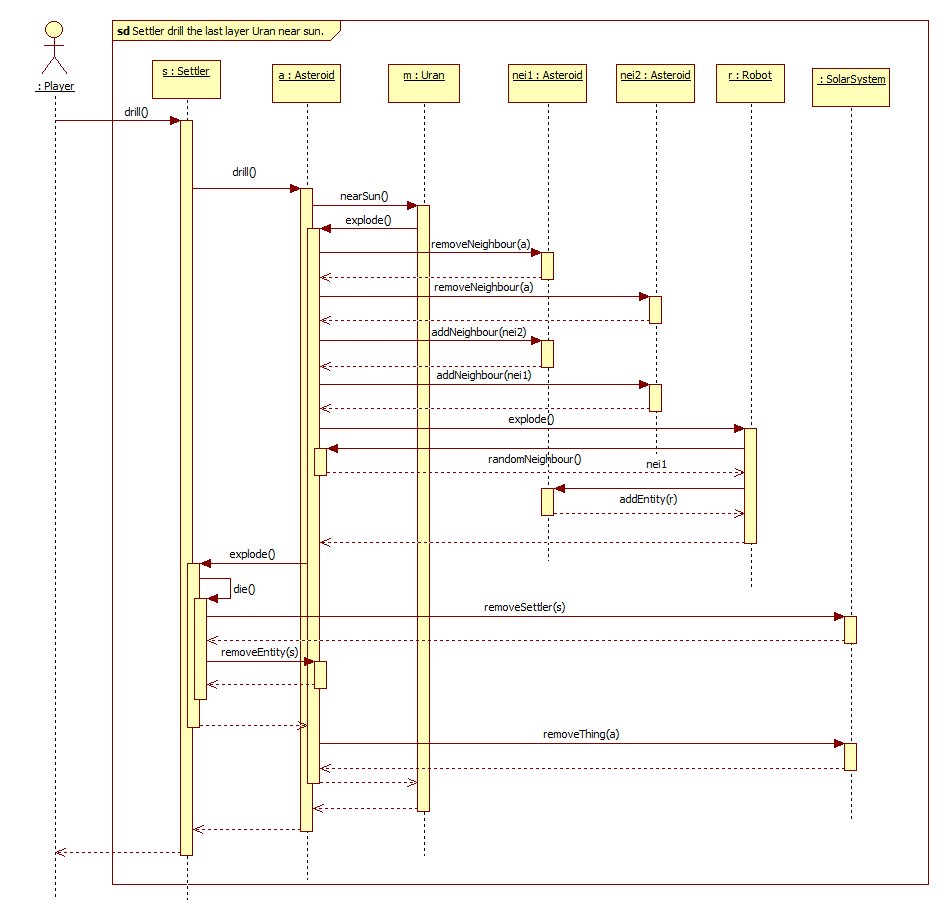 sd Settler drill the last layer Uran near sun.
: Player
s : Settler
a : Asteroid
m : Uran
nei1 : Asteroid
nei2 : Asteroid
r : Robot
: SolarSystem
drill()
drill()
nearSun()
explode()
removeNeighbour(a)
removeNeighbour(a)
addNeighbour(nei2)
addNeighbour(nei1)
explode()
randomNeighbour()
nei1
addEntity(r)
explode()
die()
removeSettler(s)
removeEntity(s)
removeThing(a)